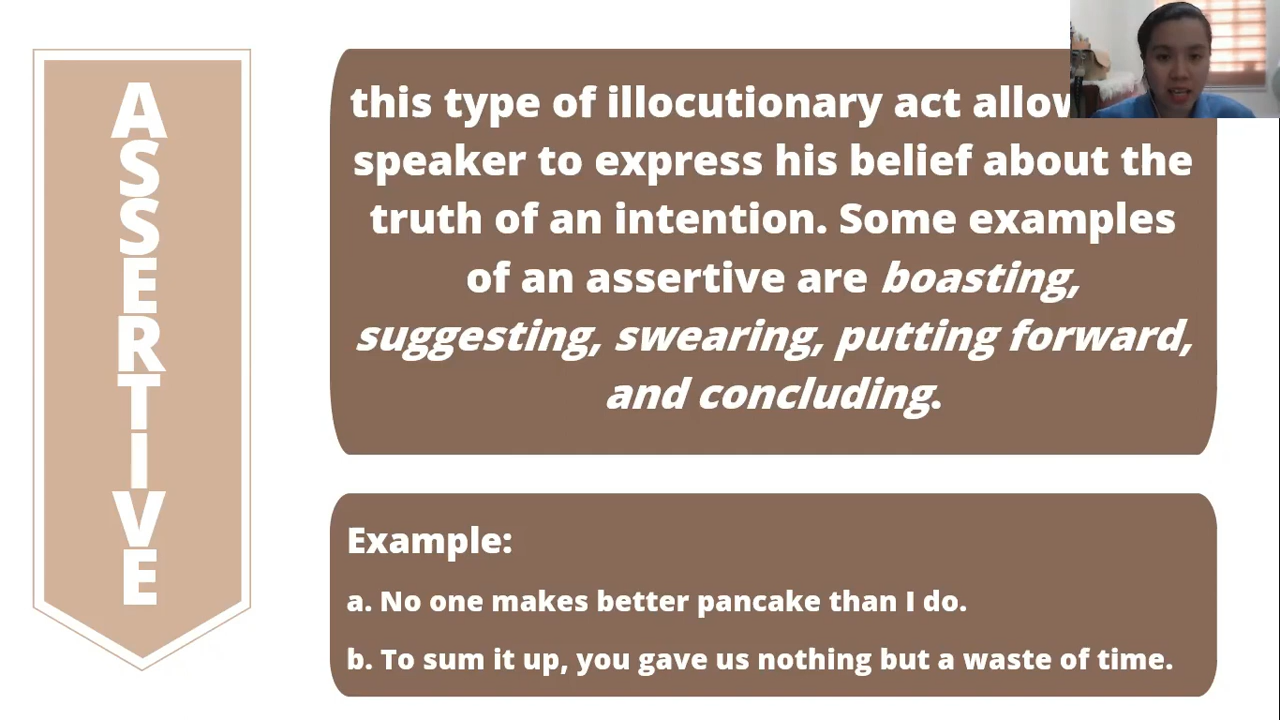 ASSERTIVE
this type of illocutionary act
speaker to express his belief about the
truth of an intention. Some examples
of an assertive are boasting,
suggesting, swearing, putting forward,
and concluding.
Example:
a. No one makes better pancake than I do.
b. To sum it up, you gave us nothing but a waste of time.